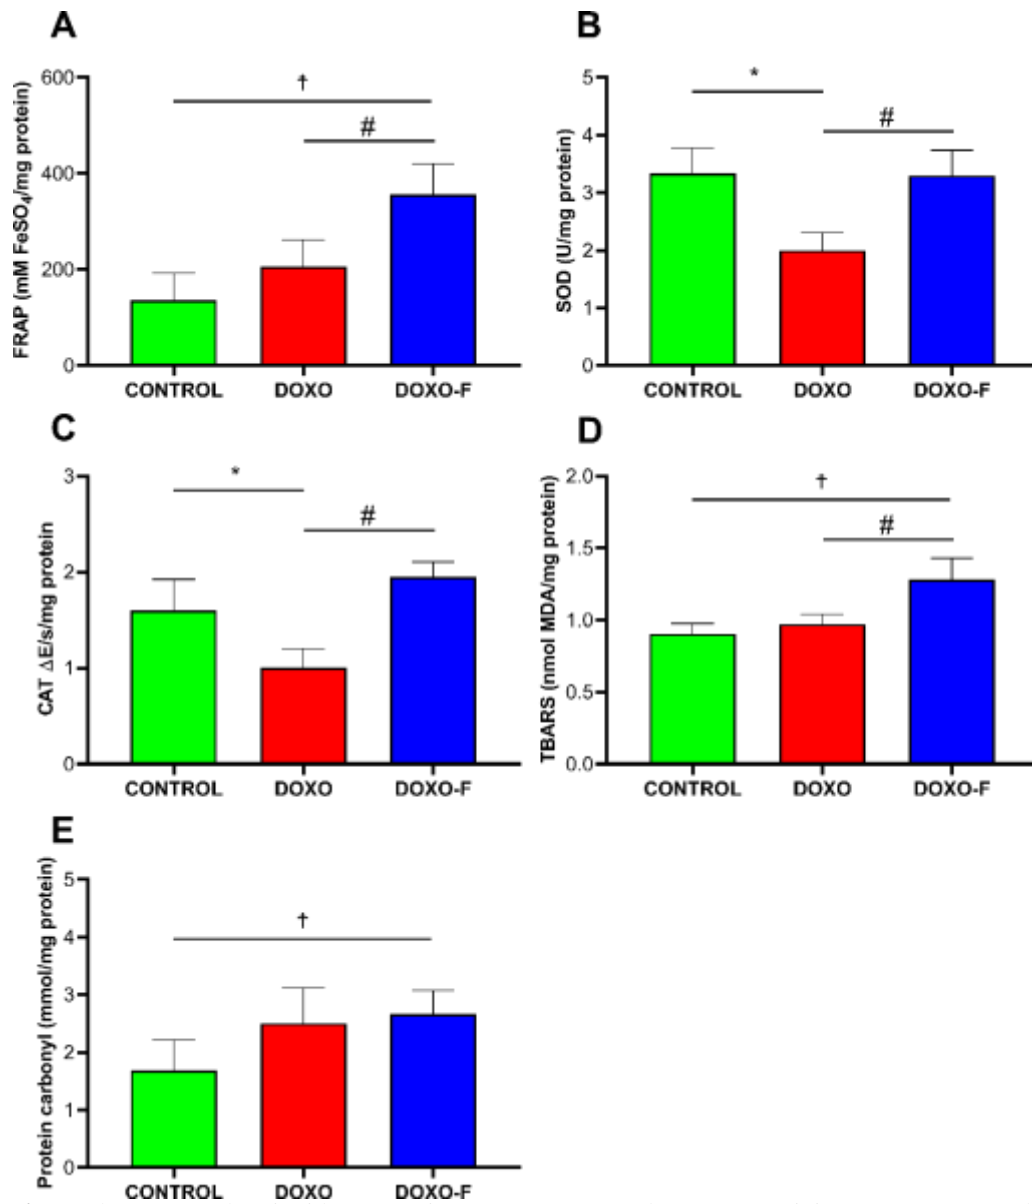 A
FRAP (mM FeSO₄/mg protein)
600
400
200
0
†
#
CONTROL DOXO DOXO-F
B
SOD (U/mg protein)
5
4
3
2
1
0
*
#
CONTROL DOXO DOXO-F
C
CAT ΔE/s/mg protein
3
2
1
0
*
#
CONTROL DOXO DOXO-F
D
TBARS (nmol MDA/mg protein)
2.0
1.5
1.0
0.5
0.0
†
#
CONTROL DOXO DOXO-F
E
Protein carbonyl (mmol/mg protein)
5
4
3
2
1
0
†
CONTROL DOXO DOXO-F